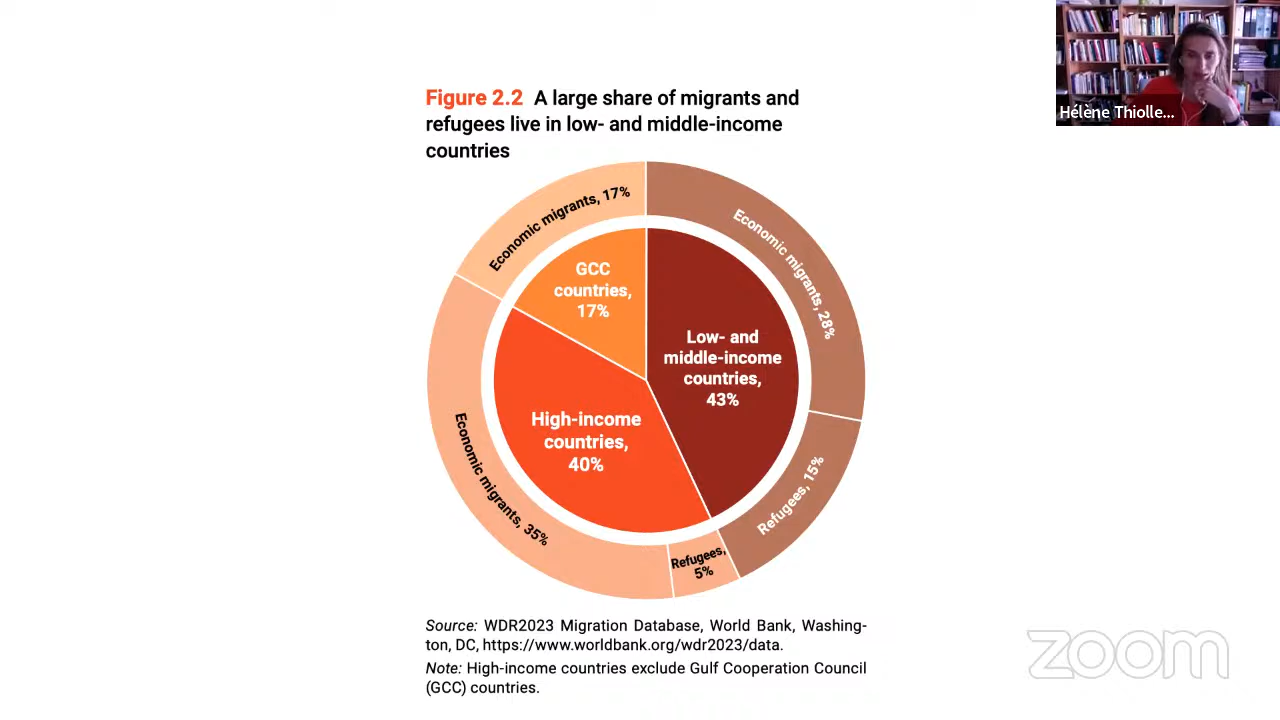 Figure 2.2 A large share of migrants and
refugees live in low- and middle-income
countries
Economic migrants, 17%
Economic migrants, 28%
GCC
countries,
17%
Low- and
middle-income
countries,
43%
High-income
countries,
40%
Economic migrants, 35%
Refugees, 15%
Refugees,
5%
Source: WDR2023 Migration Database, World Bank, Washing-
ton, DC, https://www.worldbank.org/wdr2023/data.
Note: High-income countries exclude Gulf Cooperation Council
(GCC) countries.
Hélène Thiolle...
zoom